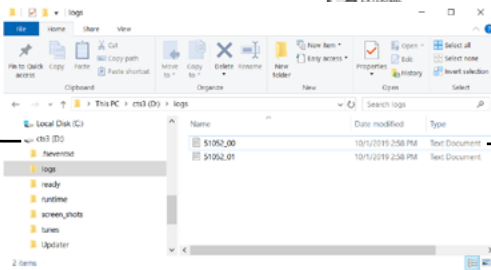 logs
File Home Share View
Pin to Quick access
Copy
Paste
Cut
Copy path
Paste shortcut
Move to
Copy to
Delete
Rename
New folder
New item
Easy access
Properties
Open
Edit
History
Select all
Select none
Invert selection
Clipboard Organize New Open Select
This PC > cts3 (D:) > logs
Search logs
Local Disk (C:)
cts3 (D:)
.fseventsd
logs
ready
runtime
screen_shots
tunes
Updater
Name Date modified Type
51052_00 10/1/2019 2:58 PM Text Document
51052_01 10/1/2019 2:58 PM Text Document
2 items